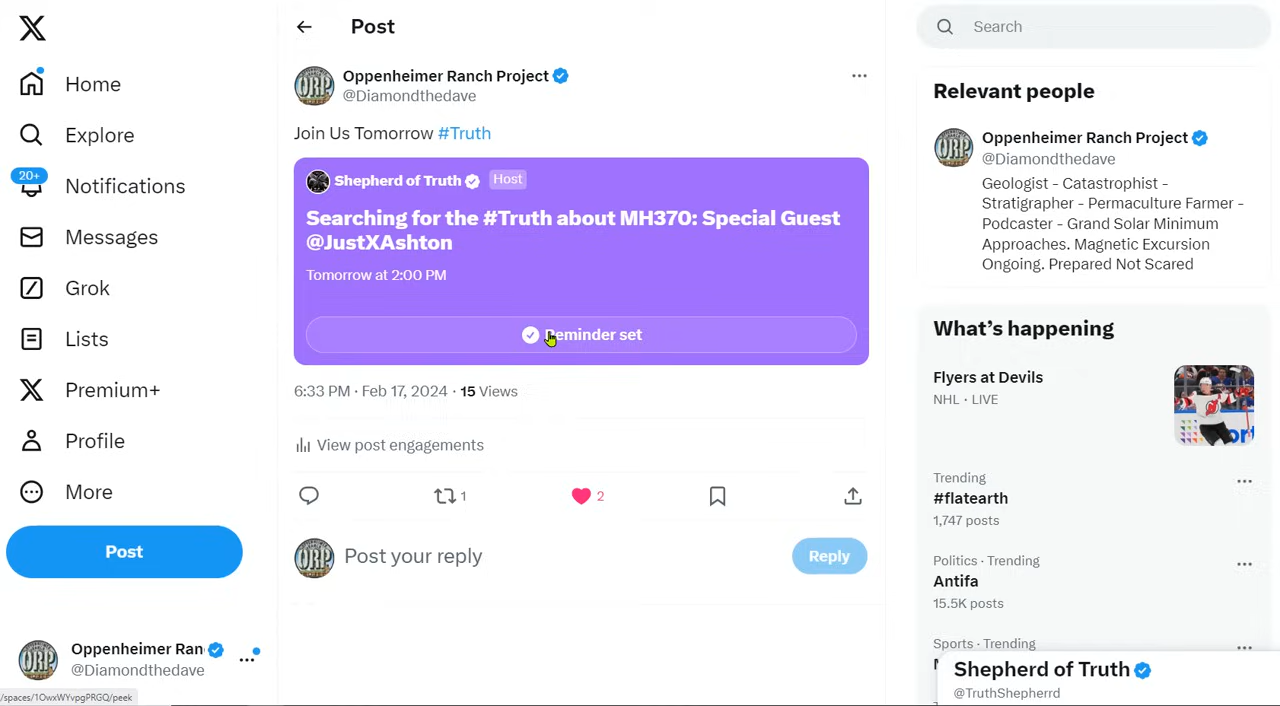 Home
Explore
20+
Notifications
Messages
Grok
Lists
Premium+
Profile
More
Post
Oppenheimer Ran
@Diamondthedave
/spaces/1OwxWYvpgPRGQ/peek
Post
Oppenheimer Ranch Project
@Diamondthedave
Join Us Tomorrow #Truth
Shepherd of Truth Host
Searching for the #Truth about MH370: Special Guest
@JustXAshton
Tomorrow at 2:00 PM
Reminder set
6:33 PM · Feb 17, 2024 · 15 Views
View post engagements
1
2
Post your reply
Reply
Search
Relevant people
Oppenheimer Ranch Project
@Diamondthedave
Geologist - Catastrophist -
Stratigrapher - Permaculture Farmer -
Podcaster - Grand Solar Minimum
Approaches. Magnetic Excursion
Ongoing. Prepared Not Scared
What's happening
Flyers at Devils
NHL · LIVE
Trending
#flatearth
1,747 posts
Politics · Trending
Antifa
15.5K posts
Sports · Trending
Shepherd of Truth
@TruthShepherrd